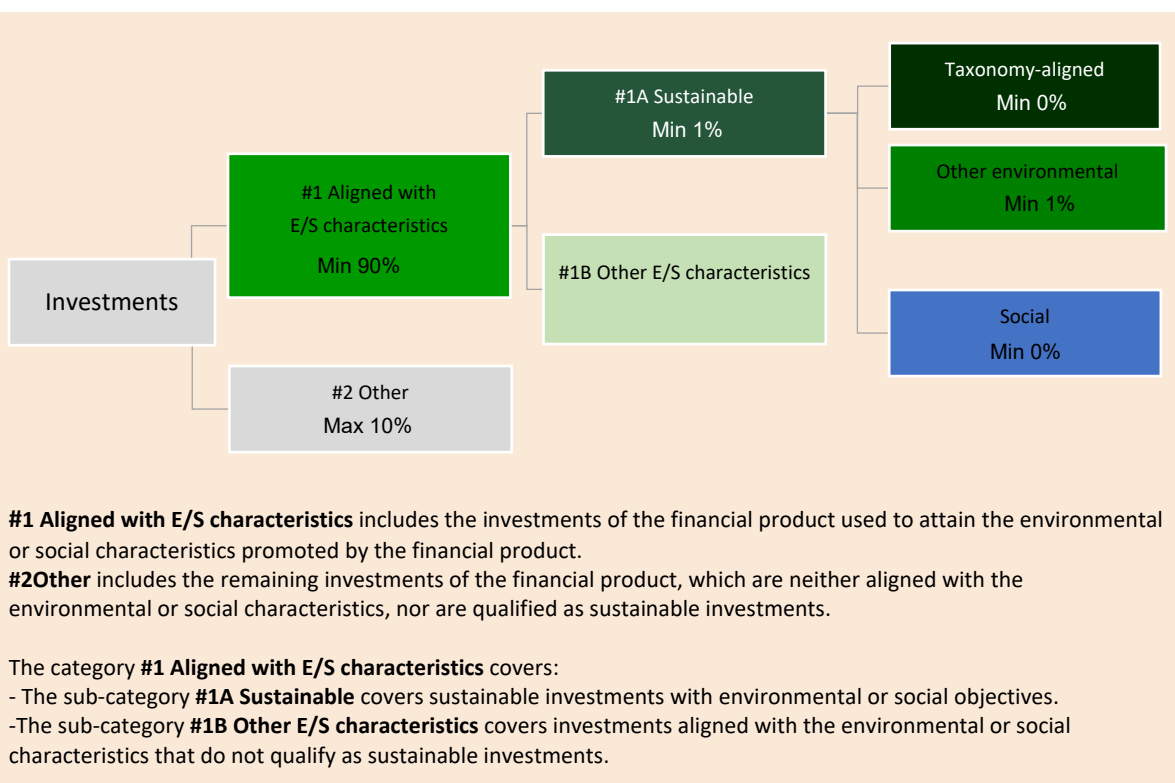 Taxonomy-aligned
Min 0%
#1A Sustainable
Min 1%
Other environmental
Min 1%
#1 Aligned with
E/S characteristics
Min 90%
#1B Other E/S characteristics
Investments
Social
Min 0%
#2 Other
Max 10%
#1 Aligned with E/S characteristics includes the investments of the financial product used to attain the environmental
or social characteristics promoted by the financial product.
#2Other includes the remaining investments of the financial product, which are neither aligned with the
environmental or social characteristics, nor are qualified as sustainable investments.
The category #1 Aligned with E/S characteristics covers:
- The sub-category #1A Sustainable covers sustainable investments with environmental or social objectives.
-The sub-category #1B Other E/S characteristics covers investments aligned with the environmental or social
characteristics that do not qualify as sustainable investments.